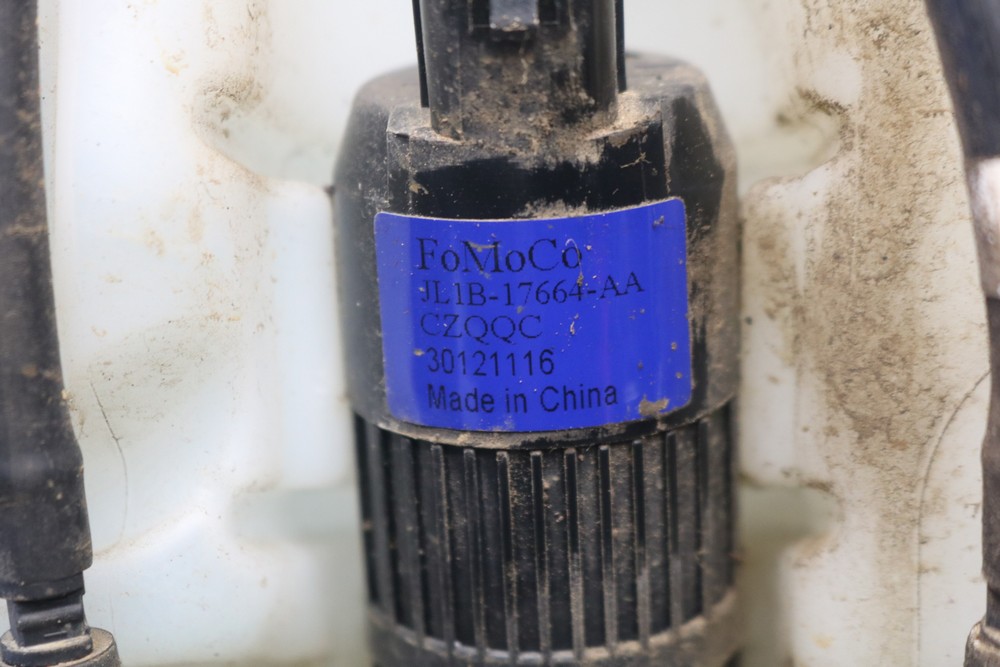 FoMoCo
JL1B-17664-AA
CZQQC
30121116
Made in China